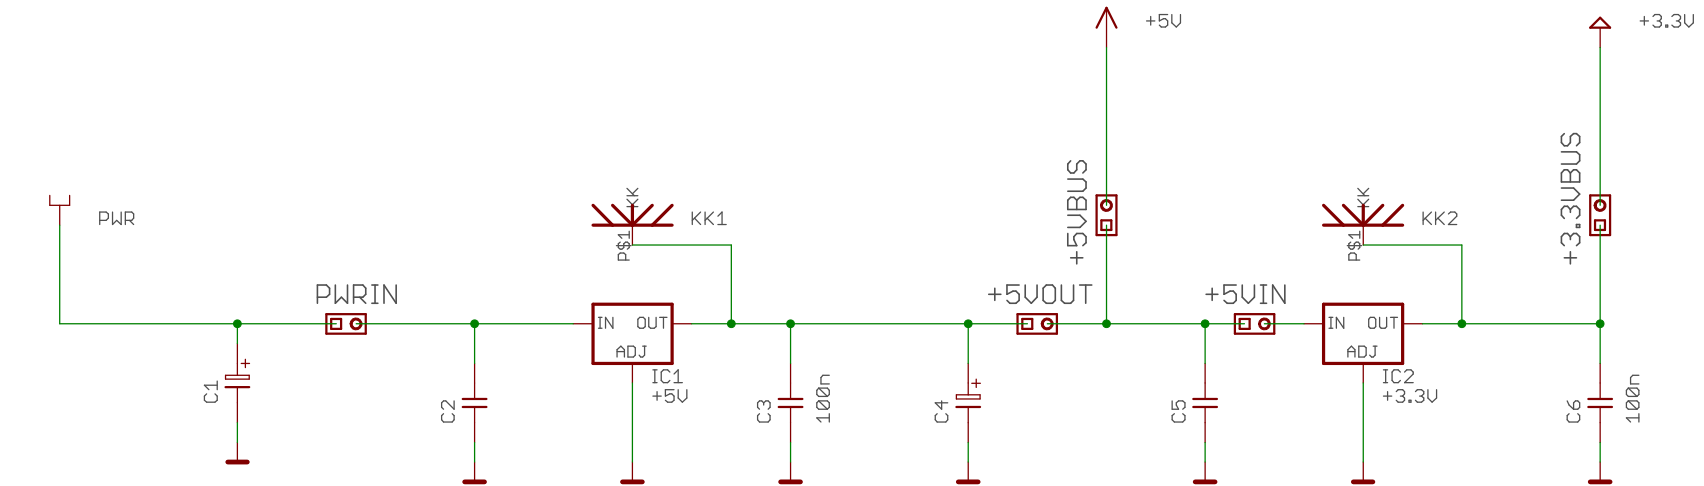 +5V
+3.3V
+5VBUS
+3.3VBUS
PWR
KK
KK1
P$1
KK
KK2
P$1
PWRIN
+5VOUT
+5VIN
IN
OUT
ADJ
IN
OUT
ADJ
IC1
+5V
IC2
+3.3V
+
C1
C2
C3
100n
+
C4
C5
C6
100n